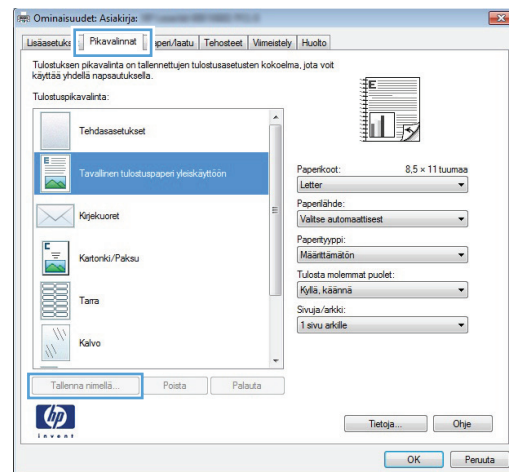 Ominaisuudet: Asiakirja:
Lisäasetuks Pikavalinnat aperi/laatu Tehosteet Viimeistely Huolto
Tulostuksen pikavalinta on tallennettujen tulostusasetusten kokoelma, jota voit
käyttää yhdellä napsautuksella.
Tulostuspikavalinta:
Tehdasasetukset
Tavallinen tulostuspaperi yleiskäyttöön
Kirjekuoret
Kartonki/Paksu
Tarra
Kalvo
Tallenna nimellä... Poista Palauta
E
Paperikoot: 8,5 × 11 tuumaa
Letter
Paperilähde:
Valitse automaattisest
Paperityyppi:
Määrittämätön
Tulosta molemmat puolet:
Kyllä, käännä
Sivuja/arkki:
1 sivu arkille
hp
invent
Tietoja... Ohje
OK Peruuta